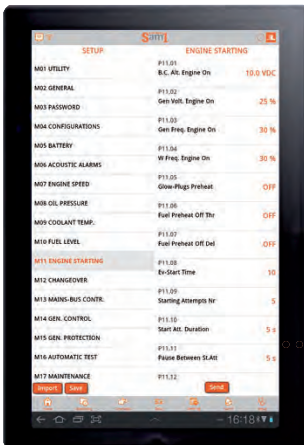 Sam1
SETUP
ENGINE STARTING
M01 UTILITY
M02 GENERAL
M03 PASSWORD
M04 CONFIGURATIONS
M05 BATTERY
M06 ACOUSTIC ALARMS
M07 ENGINE SPEED
M08 OIL PRESSURE
M09 COOLANT TEMP.
M10 FUEL LEVEL
M11 ENGINE STARTING
M12 CHANGEOVER
M13 MAINS-BUS CONTR.
M14 GEN. CONTROL
M15 GEN. PROTECTION
M16 AUTOMATIC TEST
M17 MAINTENANCE
P11.01
B.C. Alt. Engine On 10.0 VDC
P11.02
Gen Volt. Engine On 25 %
P11.03
Gen Freq. Engine On 30 %
P11.04
W Freq. Engine On 30 %
P11.05
Glow-Plugs Preheat OFF
P11.06
Fuel Preheat Off Thr OFF
P11.07
Fuel Preheat Off Del OFF
P11.08
Ev-Start Time 10
P11.09
Starting Attempts Nr 5
P11.10
Start Att. Duration 5 s
P11.11
Pause Between St.Att 5 s
P11.12
Import Save Send
16:18